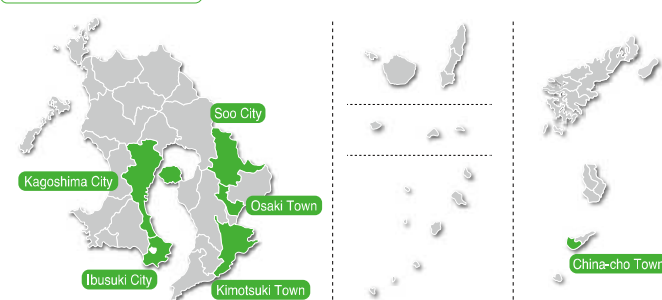 Soo City
Kagoshima City
Osaki Town
Ibusuki City
Kimotsuki Town
China-cho Town